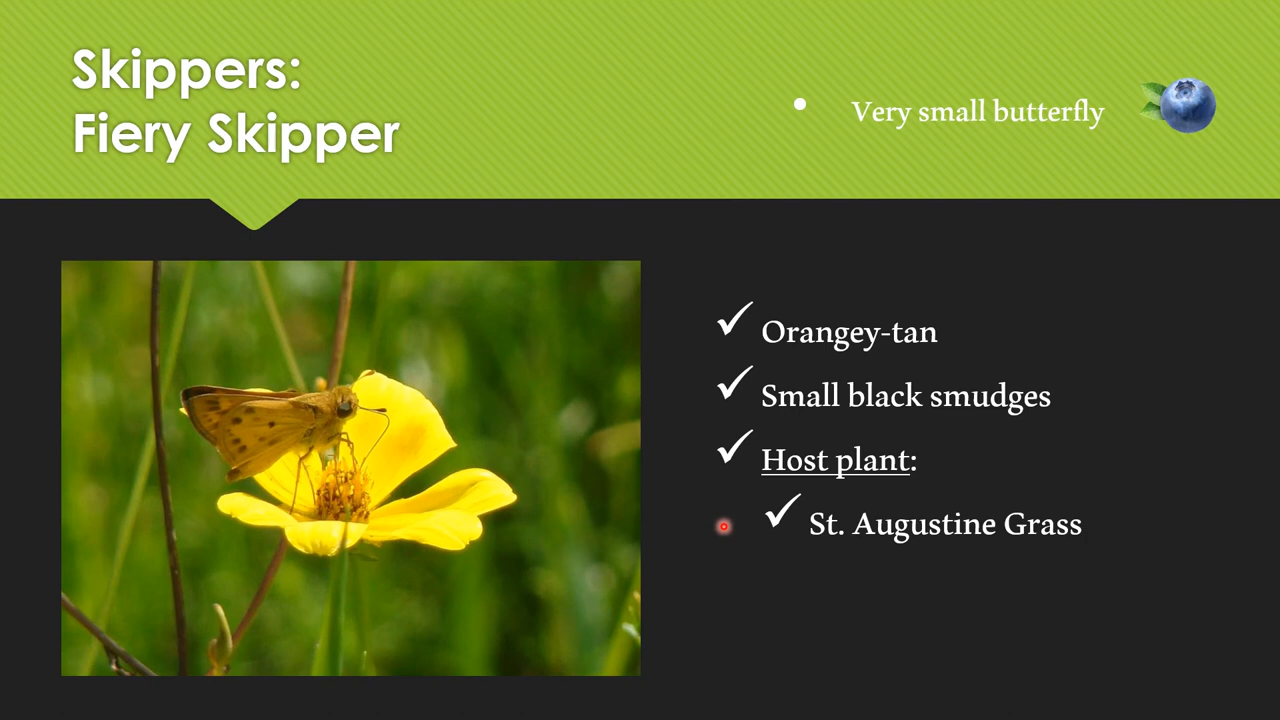 Skippers:
Fiery Skipper
• Very small butterfly
✓ Orangey-tan
✓ Small black smudges
✓ Host plant:
✓ St. Augustine Grass